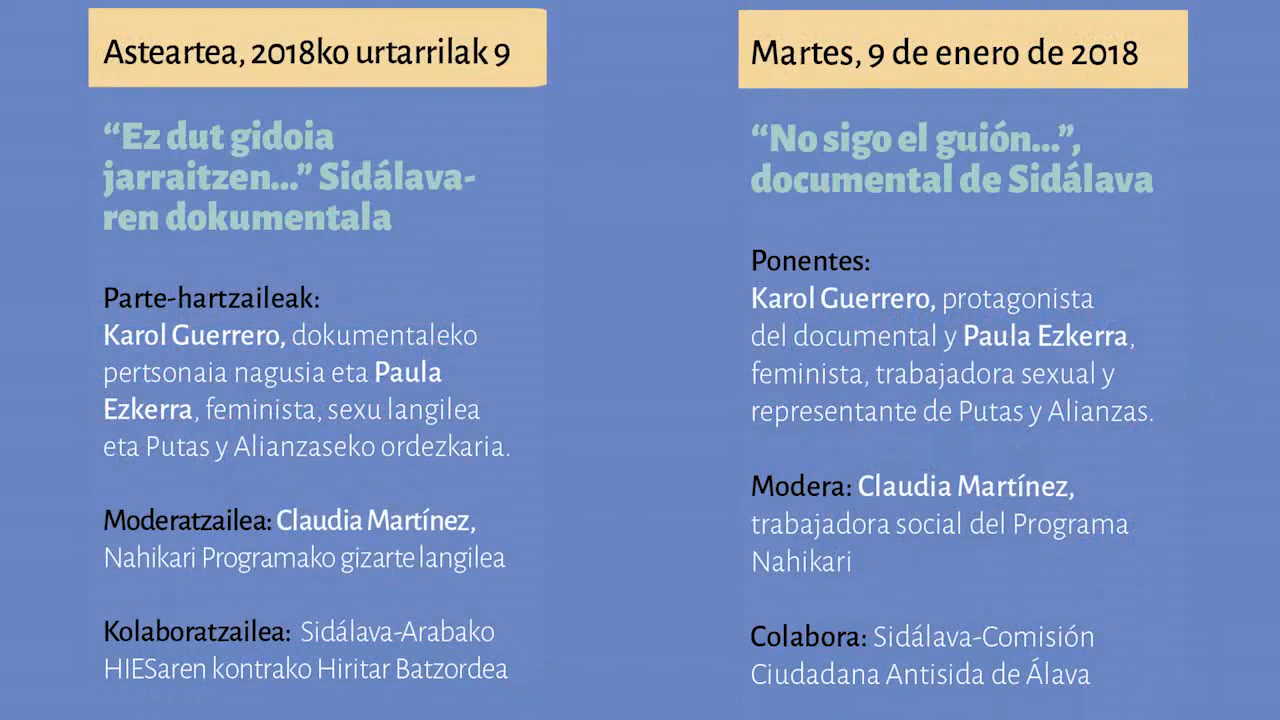 Asteartea, 2018ko urtarrilak 9
“Ez dut gidoia
jarraitzen...” Sidálava-
ren dokumentala
Parte-hartzaileak:
Karol Guerrero, dokumentaleko
pertsonaia nagusia eta Paula
Ezkerra, feminista, sexu langilea
eta Putas y Alianzaseko ordezkaria.
Moderatzailea: Claudia Martínez,
Nahikari Programako gizarte langilea
Kolaboratzailea: Sidálava-Arabako
HIESaren kontrako Hiritar Batzordea
Martes, 9 de enero de 2018
“No sigo el guión...”,
documental de Sidálava
Ponentes:
Karol Guerrero, protagonista
del documental y Paula Ezkerra,
feminista, trabajadora sexual y
representante de Putas y Alianzas.
Modera: Claudia Martínez,
trabajadora social del Programa
Nahikari
Colabora: Sidálava-Comisión
Ciudadana Antisida de Álava